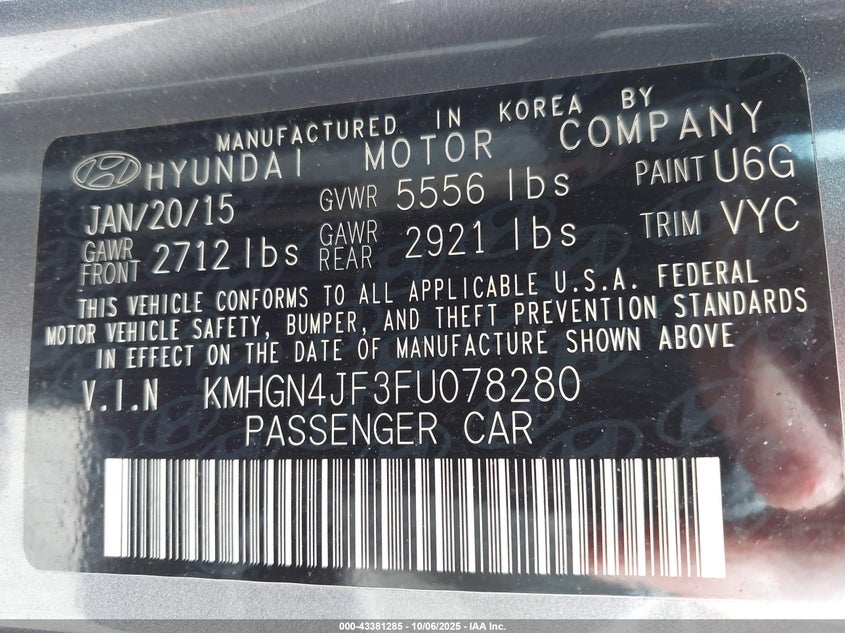 MANUFACTURED IN KOREA BY
HYUNDAI MOTOR COMPANY
JAN/20/15 GVWR 5556 lbs PAINT U6G
GAWR FRONT 2712 lbs GAWR REAR 2921 lbs TRIM VYC
THIS VEHICLE CONFORMS TO ALL APPLICABLE U.S.A. FEDERAL
MOTOR VEHICLE SAFETY, BUMPER, AND THEFT PREVENTION STANDARDS
IN EFFECT ON THE DATE OF MANUFACTURE SHOWN ABOVE
V.I.N KMHGN4JF3FU078280
PASSENGER CAR
000-43381285 - 10/06/2025 - IAA Inc.